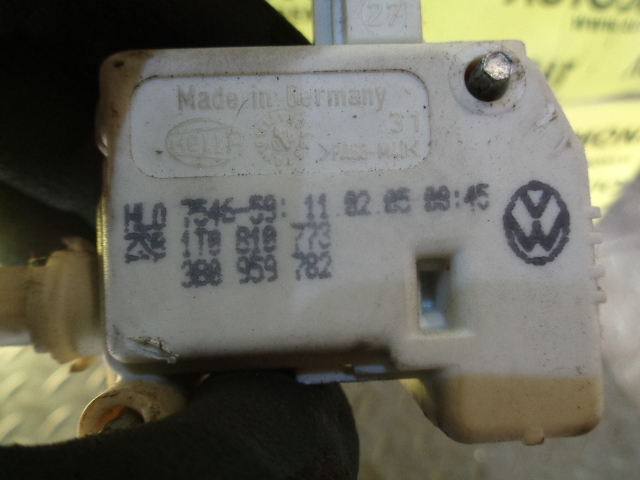 27
Made in Germany
HELLA
31
HLO 7546-59: 11.02.05 08:45
1T0 810 773
3B0 959 782